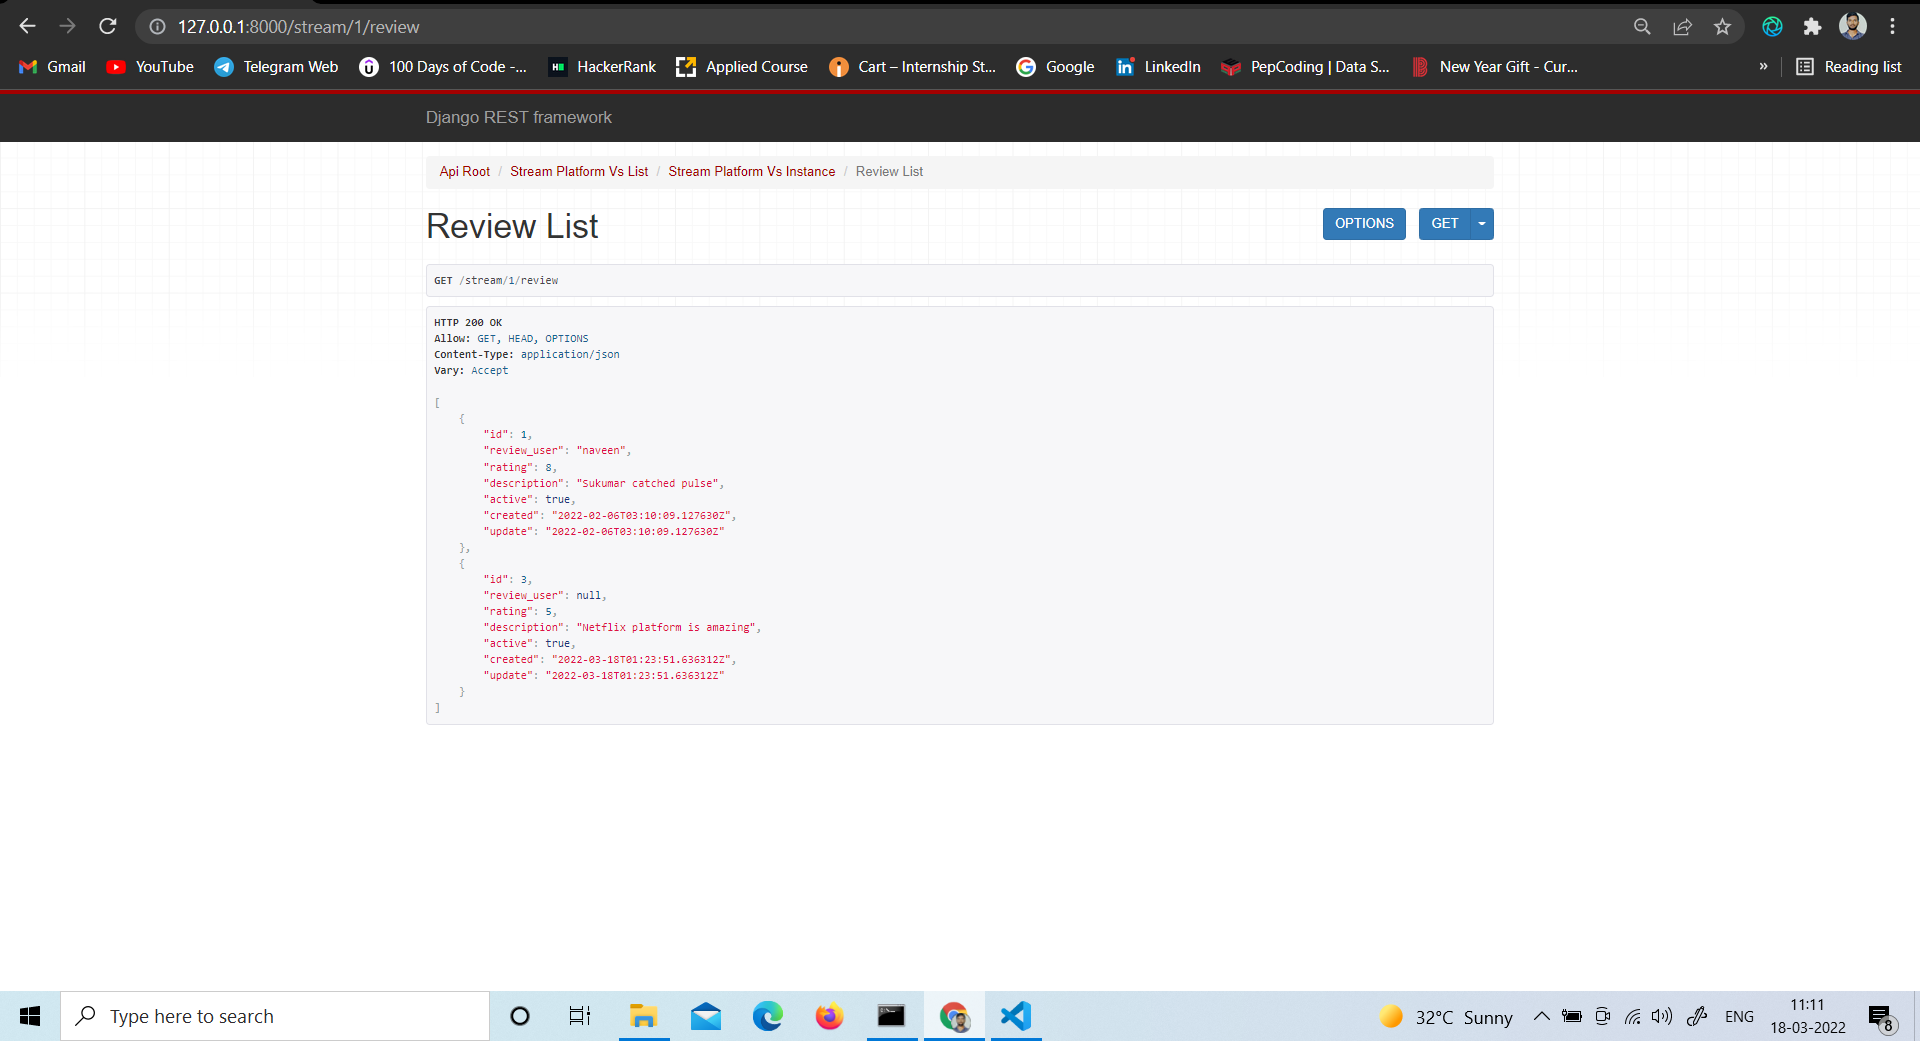 127.0.0.1:8000/stream/1/review
Gmail YouTube Telegram Web 100 Days of Code -... HackerRank Applied Course Cart – Internship St... Google LinkedIn PepCoding | Data S... New Year Gift - Cur... » Reading list
Django REST framework
Api Root / Stream Platform Vs List / Stream Platform Vs Instance / Review List
Review List
OPTIONS GET
GET /stream/1/review
HTTP 200 OK
Allow: GET, HEAD, OPTIONS
Content-Type: application/json
Vary: Accept
[
{
"id": 1,
"review_user": "naveen",
"rating": 8,
"description": "Sukumar catched pulse",
"active": true,
"created": "2022-02-06T03:10:09.127630Z",
"update": "2022-02-06T03:10:09.127630Z"
},
{
"id": 3,
"review_user": null,
"rating": 5,
"description": "Netflix platform is amazing",
"active": true,
"created": "2022-03-18T01:23:51.636312Z",
"update": "2022-03-18T01:23:51.636312Z"
}
]
Type here to search
32°C Sunny
ENG
11:11
18-03-2022
8